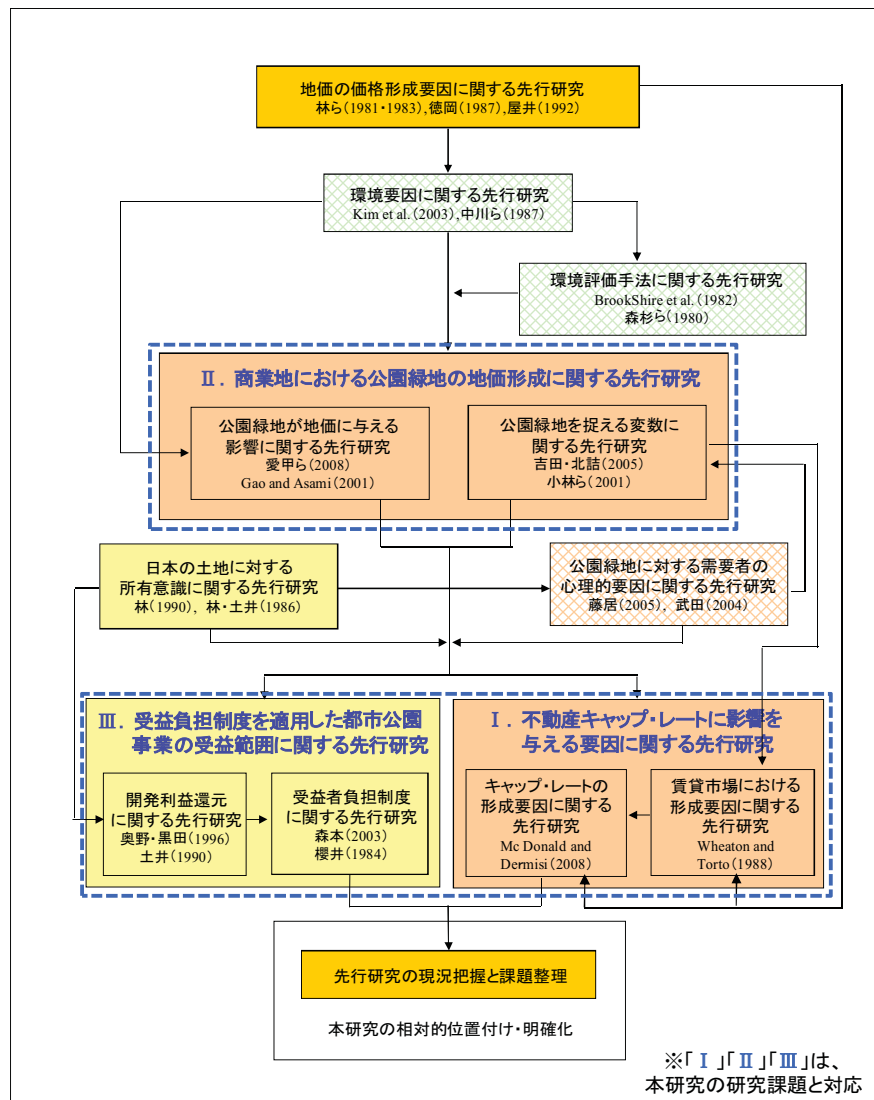 地価の価格形成要因に関する先行研究
林ら(1981・1983),徳岡(1987),屋井(1992)
環境要因に関する先行研究
Kim et al.(2003),中川ら(1987)
環境評価手法に関する先行研究
BrookShire et al.(1982)
森杉ら(1980)
Ⅱ. 商業地における公園緑地の地価形成に関する先行研究
公園緑地が地価に与える
影響に関する先行研究
愛甲ら(2008)
Gao and Asami(2001)
公園緑地を捉える変数に
関する先行研究
吉田・北詰(2005)
小林ら(2001)
日本の土地に対する
所有意識に関する先行研究
林(1990), 林・土井(1986)
公園緑地に対する需要者の
心理的要因に関する先行研究
藤居(2005), 武田(2004)
Ⅲ. 受益負担制度を適用した都市公園
事業の受益範囲に関する先行研究
開発利益還元
に関する先行研究
奥野・黒田(1996)
土井(1990)
受益者負担制度
に関する先行研究
森本(2003)
櫻井(1984)
Ⅰ. 不動産キャップ・レートに影響を
与える要因に関する先行研究
キャップ・レートの
形成要因に関する
先行研究
Mc Donald and
Dermisi(2008)
賃貸市場における
形成要因に関する
先行研究
Wheaton and
Torto(1988)
先行研究の現況把握と課題整理
本研究の相対的位置付け・明確化
※「Ⅰ」「Ⅱ」「Ⅲ」は、
本研究の研究課題と対応